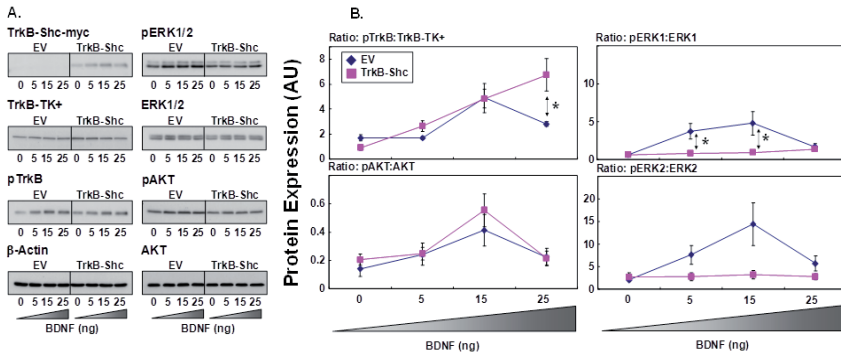 A.
TrkB-Shc-myc pERK1/2
EV TrkB-Shc EV TrkB-Shc
0 5 15 25 0 5 15 25 0 5 15 25 0 5 15 25
TrkB-TK+ ERK1/2
EV TrkB-Shc EV TrkB-Shc
0 5 15 25 0 5 15 25 0 5 15 25 0 5 15 25
pTrkB pAKT
EV TrkB-Shc EV TrkB-Shc
0 5 15 25 0 5 15 25 0 5 15 25 0 5 15 25
β-Actin AKT
EV TrkB-Shc EV TrkB-Shc
0 5 15 25 0 5 15 25 0 5 15 25 0 5 15 25
BDNF (ng) BDNF (ng)
B.
Protein Expression (AU)
Ratio: pTrkB:TrkB-TK+
EV
TrkB-Shc
8
6
4
2
0
*
Ratio: pERK1:ERK1
10
5
0
* *
Ratio: pAKT:AKT
0.6
0.4
0.2
0
0 5 15 25
BDNF (ng)
Ratio: pERK2:ERK2
20
15
10
5
0
0 5 15 25
BDNF (ng)